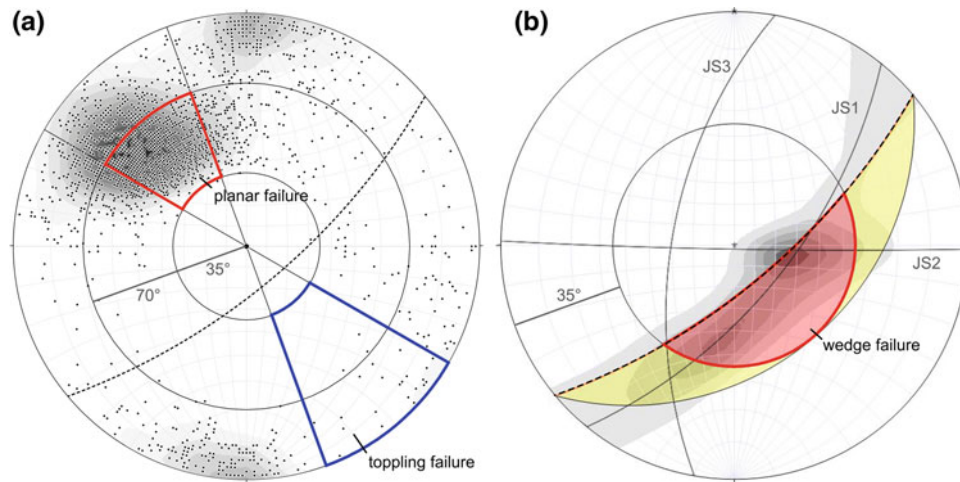 (a)
planar failure
35°
70°
toppling failure
(b)
JS3
JS1
JS2
35°
wedge failure